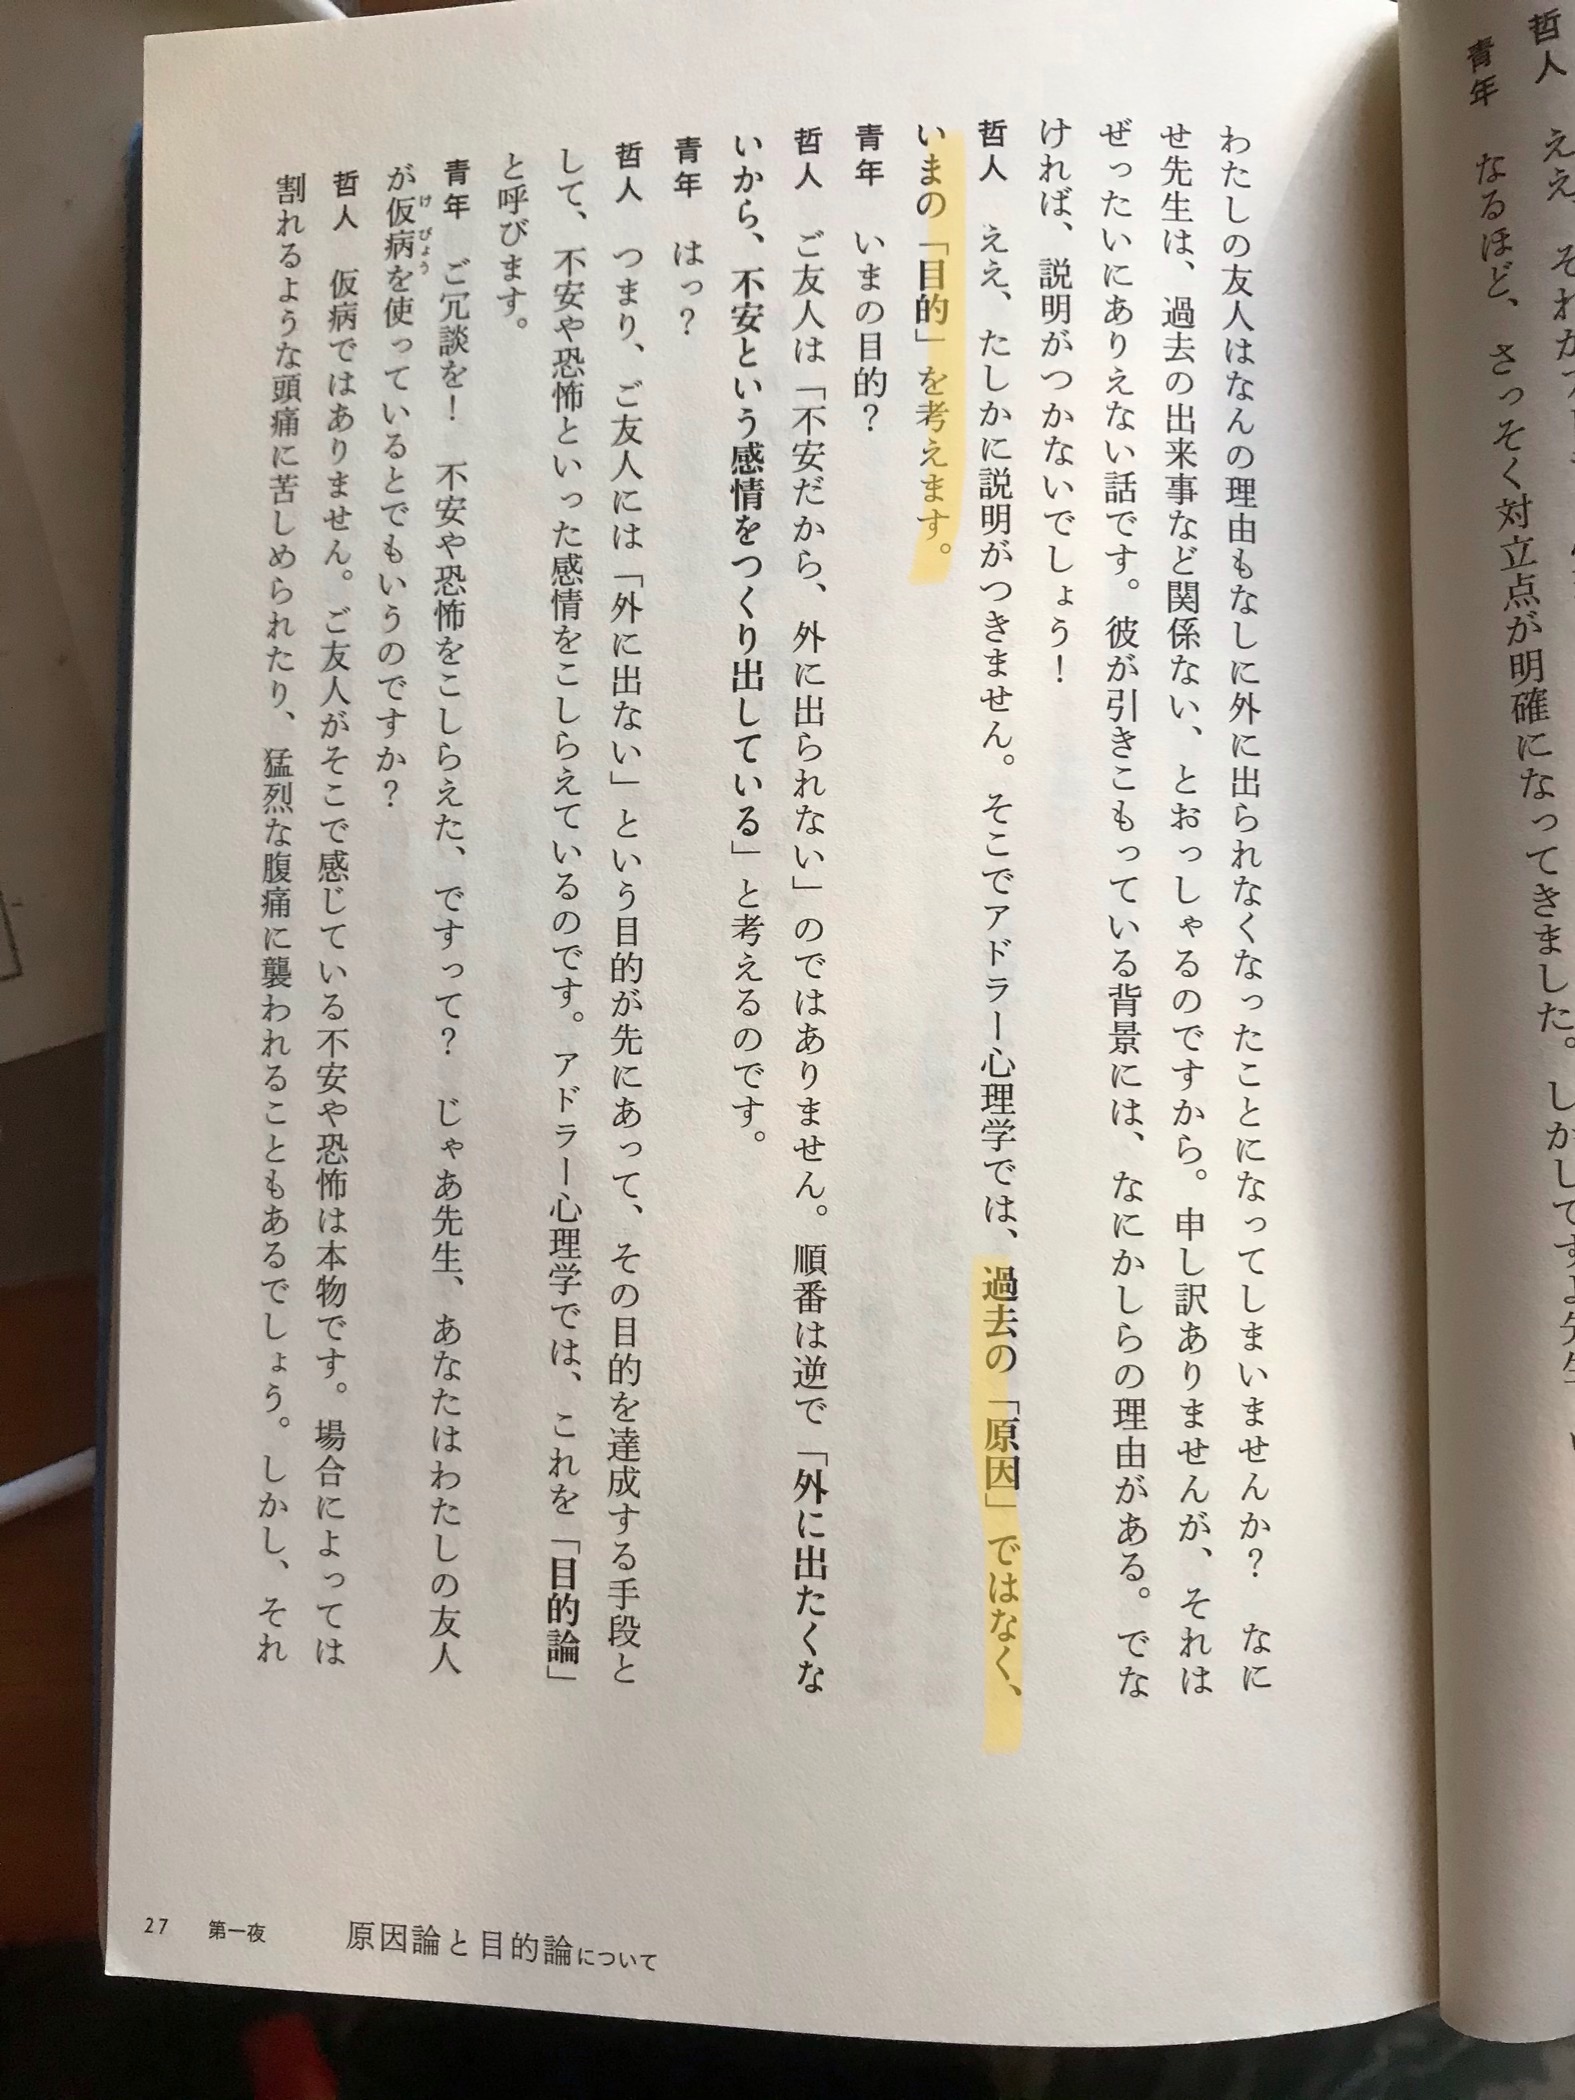 哲人　ええ、それが
青年　なるほど、さっそく対立点が明確になってきました。しかしですよ先生、
わたしの友人はなんの理由もなしに外に出られなくなったことになってしまいませんか？　なに
せ先生は、過去の出来事など関係ない、とおっしゃるのですから。申し訳ありませんが、それは
ぜったいにありえない話です。彼が引きこもっている背景には、なにかしらの理由がある。でな
ければ、説明がつかないでしょう！
哲人　ええ、たしかに説明がつきません。そこでアドラー心理学では、過去の「原因」ではなく、
いまの「目的」を考えます。
青年　いまの目的？
哲人　ご友人は「不安だから、外に出られない」のではありません。順番は逆で「外に出たくな
いから、不安という感情をつくり出している」と考えるのです。
青年　はっ？
哲人　つまり、ご友人には「外に出ない」という目的が先にあって、その目的を達成する手段と
して、不安や恐怖といった感情をこしらえているのです。アドラー心理学では、これを「目的論」
と呼びます。
青年　ご冗談を！　不安や恐怖をこしらえた、ですって？　じゃあ先生、あなたはわたしの友人
が仮病を使っているとでもいうのですか？
哲人　仮病ではありません。ご友人がそこで感じている不安や恐怖は本物です。場合によっては
割れるような頭痛に苦しめられたり、猛烈な腹痛に襲われることもあるでしょう。しかし、それ
27　第一夜　原因論と目的論について